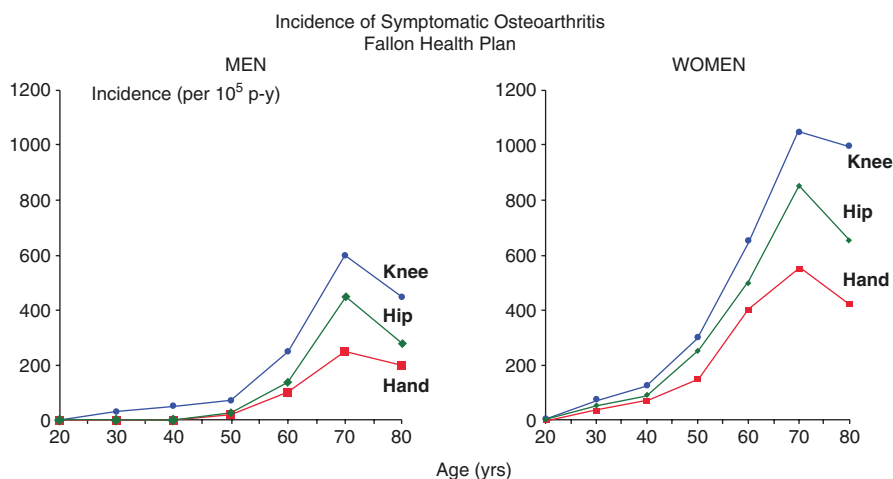 Incidence of Symptomatic Osteoarthritis
Fallon Health Plan
MEN
Incidence (per 10⁵ p-y)
1200
1000
800
600
400
200
0
Knee
Hip
Hand
20 30 40 50 60 70 80
WOMEN
1200
1000
800
600
400
200
0
Knee
Hip
Hand
20 30 40 50 60 70 80
Age (yrs)